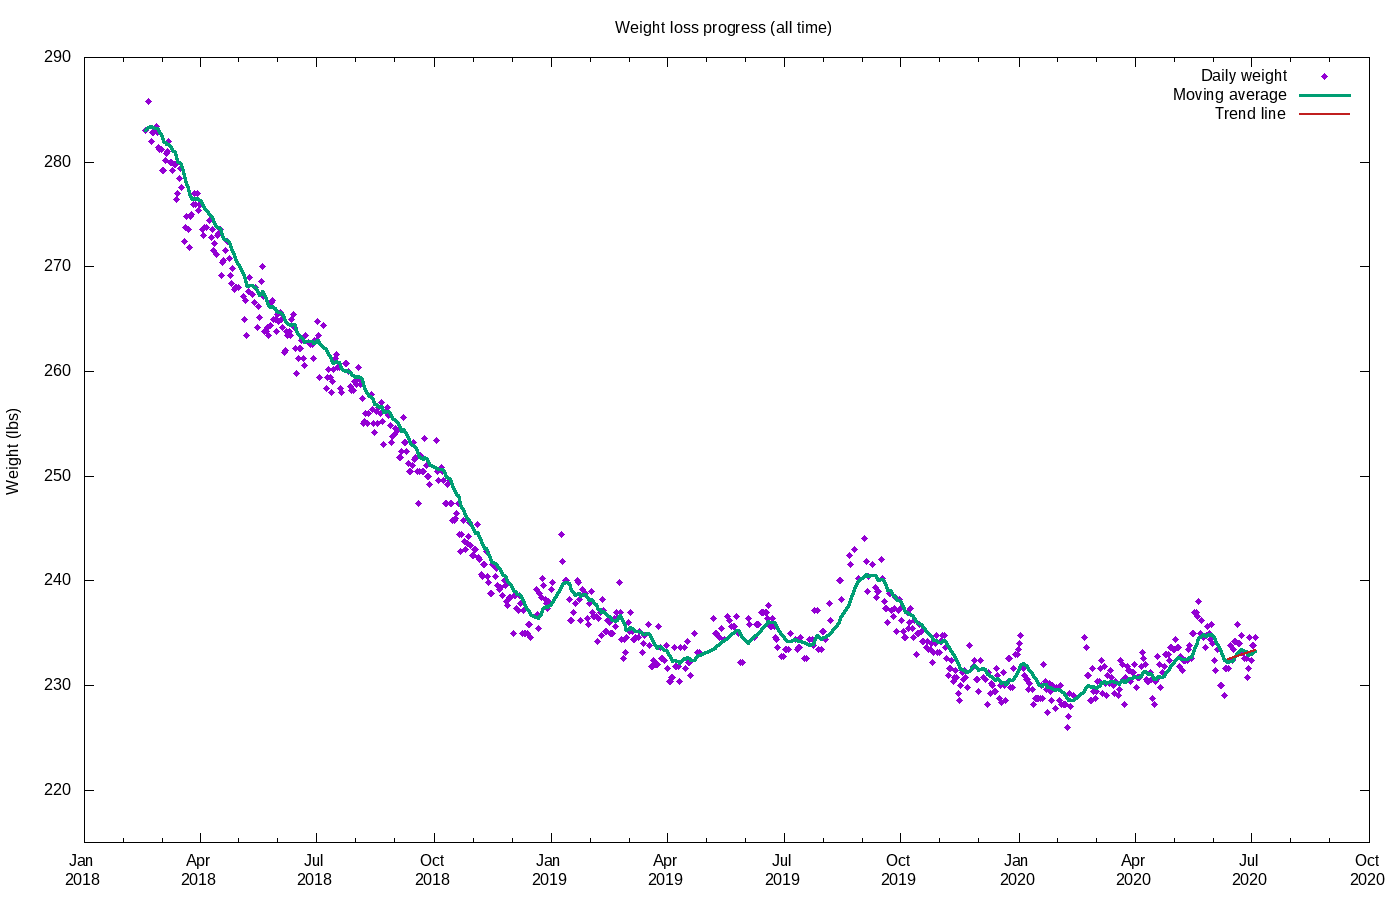 Weight loss progress (all time)
Daily weight
Moving average
Trend line
Weight (lbs)
290
280
270
260
250
240
230
220
Jan Apr Jul Oct Jan Apr Jul Oct Jan Apr Jul Oct
2018 2018 2018 2018 2019 2019 2019 2019 2020 2020 2020 2020